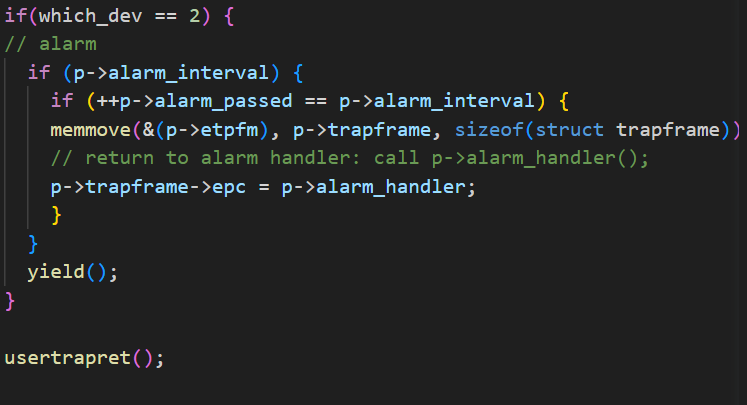 if(which_dev == 2) {
// alarm
if (p->alarm_interval) {
if (++p->alarm_passed == p->alarm_interval) {
memmove(&(p->etpfm), p->trapframe, sizeof(struct trapframe))
// return to alarm handler: call p->alarm_handler();
p->trapframe->epc = p->alarm_handler;
}
}
yield();
}
usertrapret();